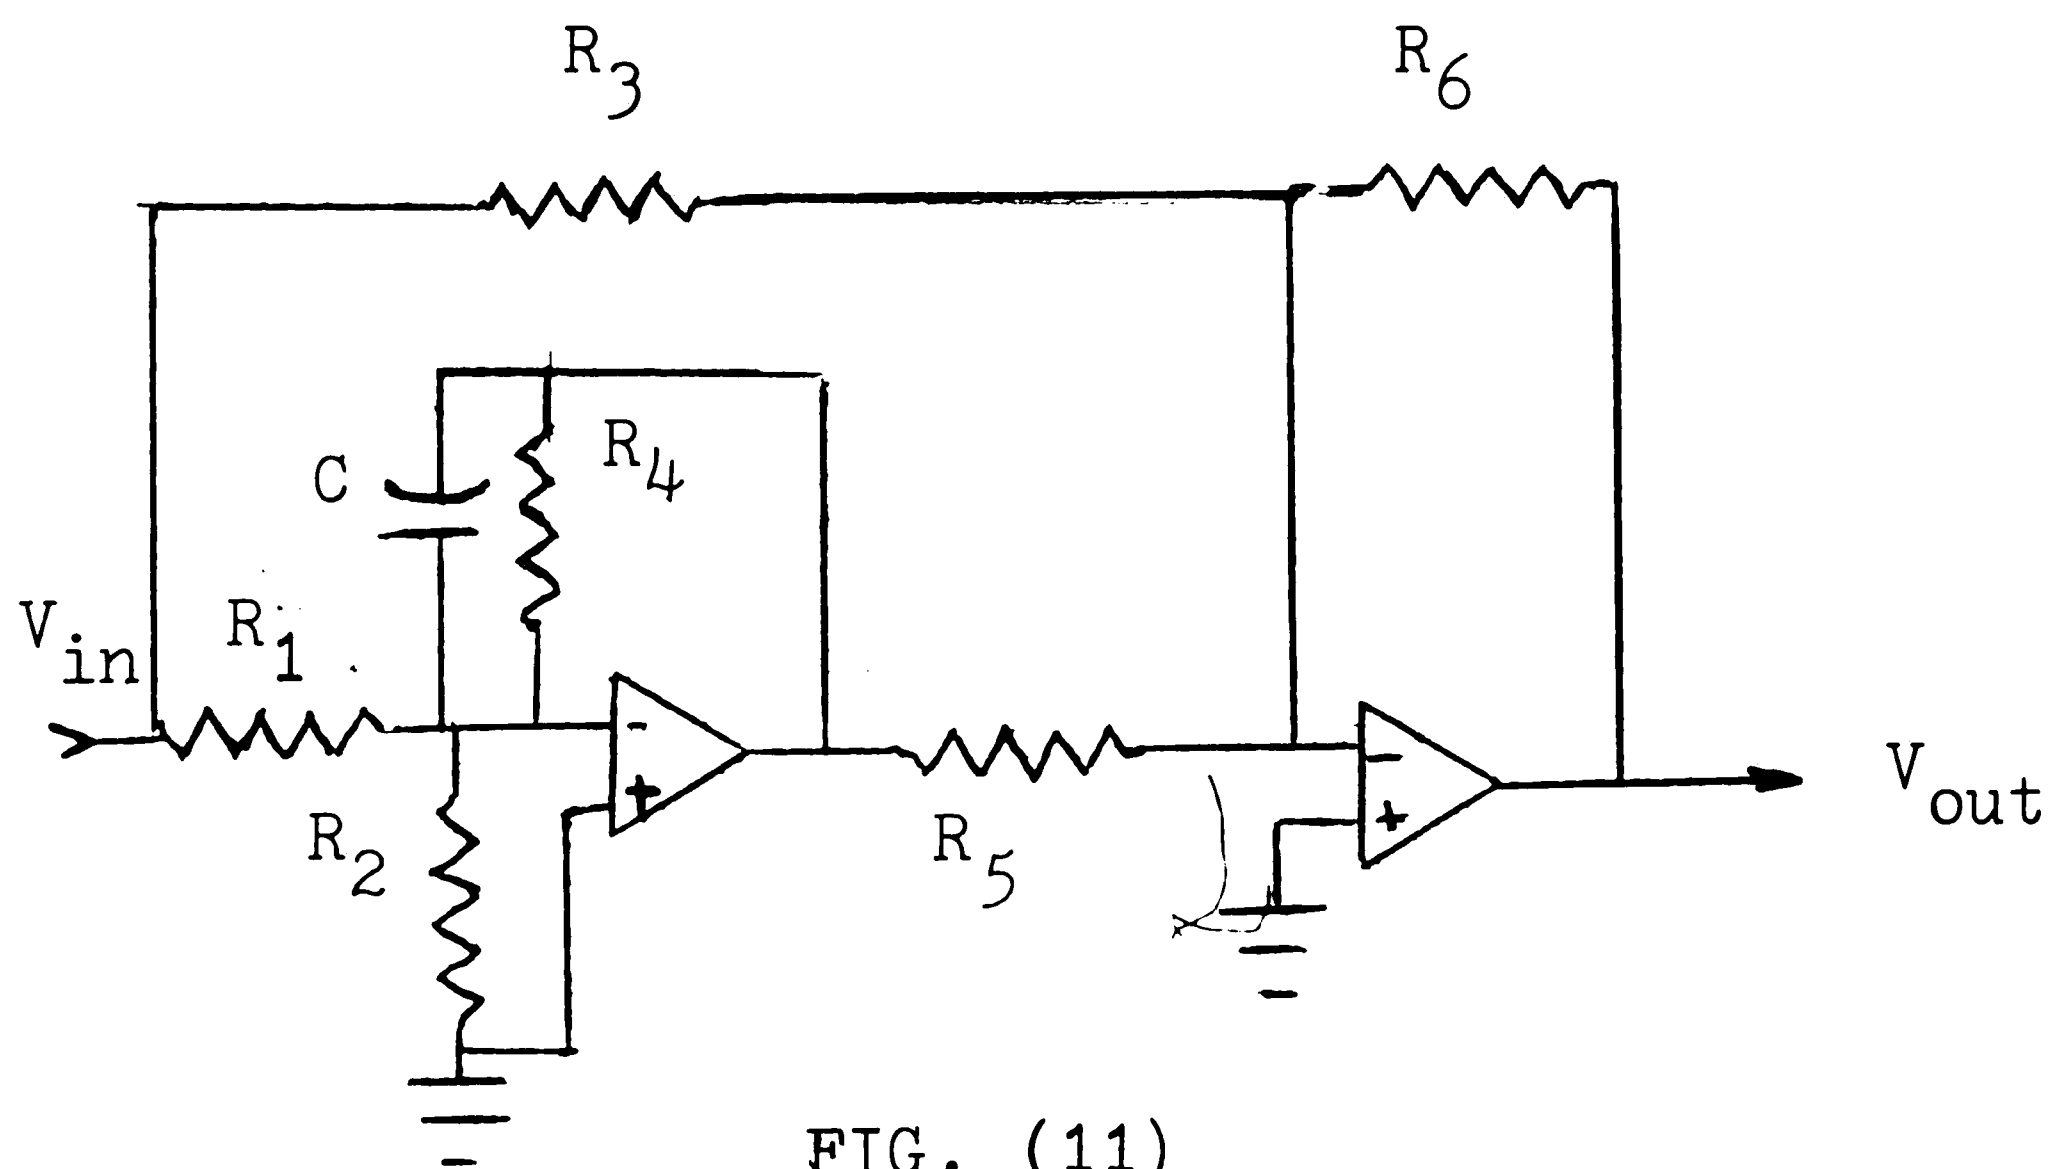 R3
R6
C
R4
Vin
R1
- +
R2
R5
- +
Vout
FIG. (11)